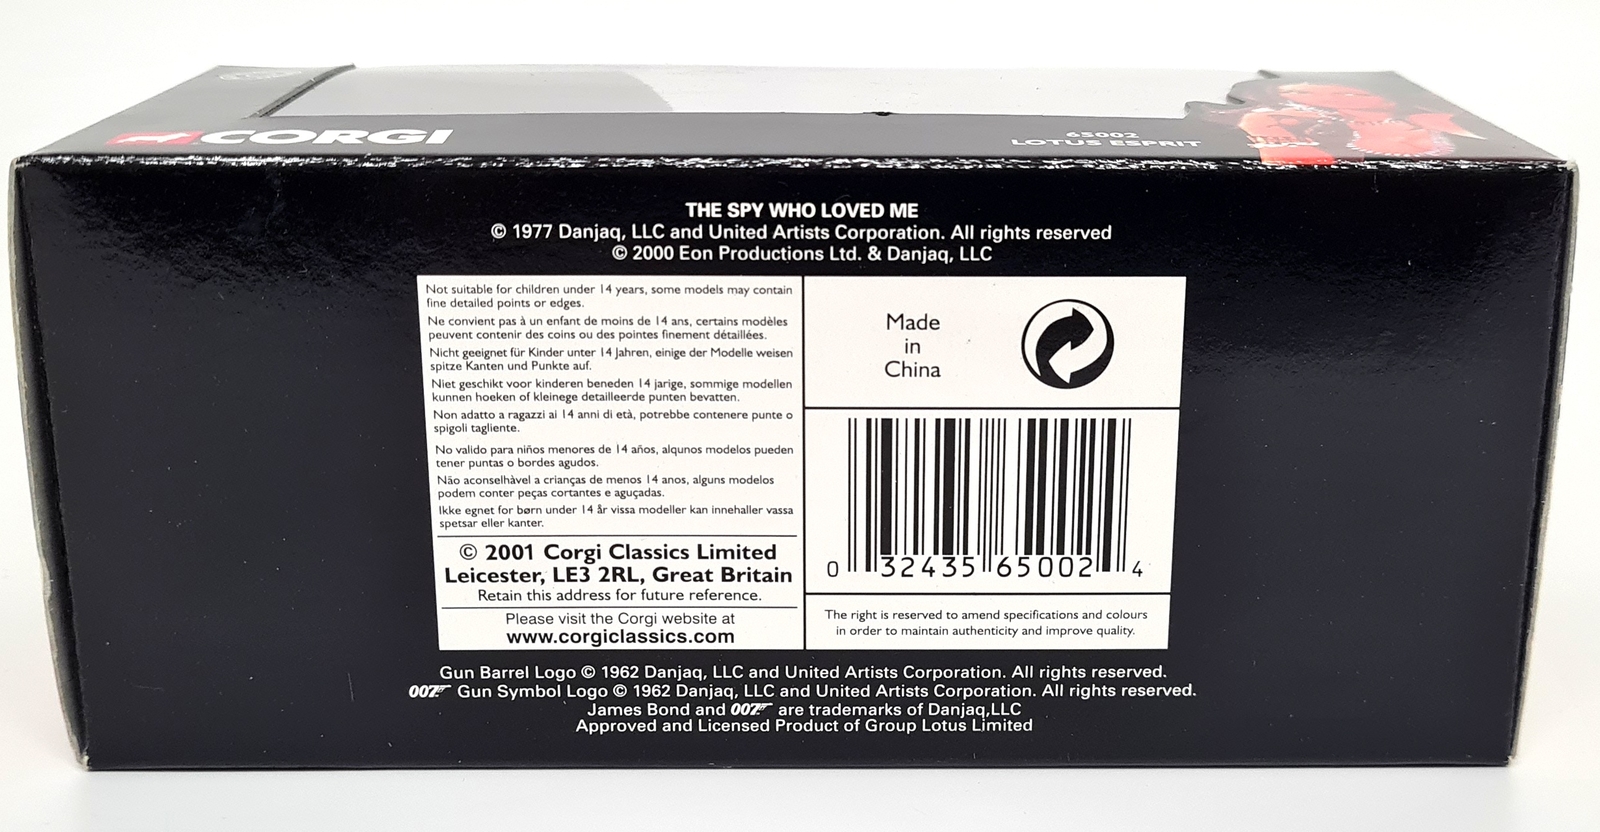 CORGI
65002
LOTUS ESPRIT
THE SPY WHO LOVED ME
© 1977 Danjaq, LLC and United Artists Corporation. All rights reserved
© 2000 Eon Productions Ltd. & Danjaq, LLC
Not suitable for children under 14 years, some models may contain
fine detailed points or edges.
Ne convient pas à un enfant de moins de 14 ans, certains modèles
peuvent contenir des coins ou des pointes finement détaillées.
Nicht geeignet für Kinder unter 14 Jahren, einige der Modelle weisen
spitze Kanten und Punkte auf.
Niet geschikt voor kinderen beneden 14 jarige, sommige modellen
kunnen hoeken of kleinege detailleerde punten bevatten.
Non adatto a ragazzi ai 14 anni di età, potrebbe contenere punte o
spigoli tagliente.
No valido para niños menores de 14 años, alqunos modelos pueden
tener puntas o bordes agudos.
Não aconselhàvel a crianças de menos 14 anos, alguns modelos
podem conter peças cortantes e aguçadas.
Ikke egnet for børn under 14 år vissa modeller kan innehaller vassa
spetsar eller kanter.
© 2001 Corgi Classics Limited
Leicester, LE3 2RL, Great Britain
Retain this address for future reference.
Please visit the Corgi website at
www.corgiclassics.com
Made
in
China
0 32435 65002 4
The right is reserved to amend specifications and colours
in order to maintain authenticity and improve quality.
Gun Barrel Logo © 1962 Danjaq, LLC and United Artists Corporation. All rights reserved.
007 Gun Symbol Logo © 1962 Danjaq, LLC and United Artists Corporation. All rights reserved.
James Bond and 007 are trademarks of Danjaq,LLC
Approved and Licensed Product of Group Lotus Limited